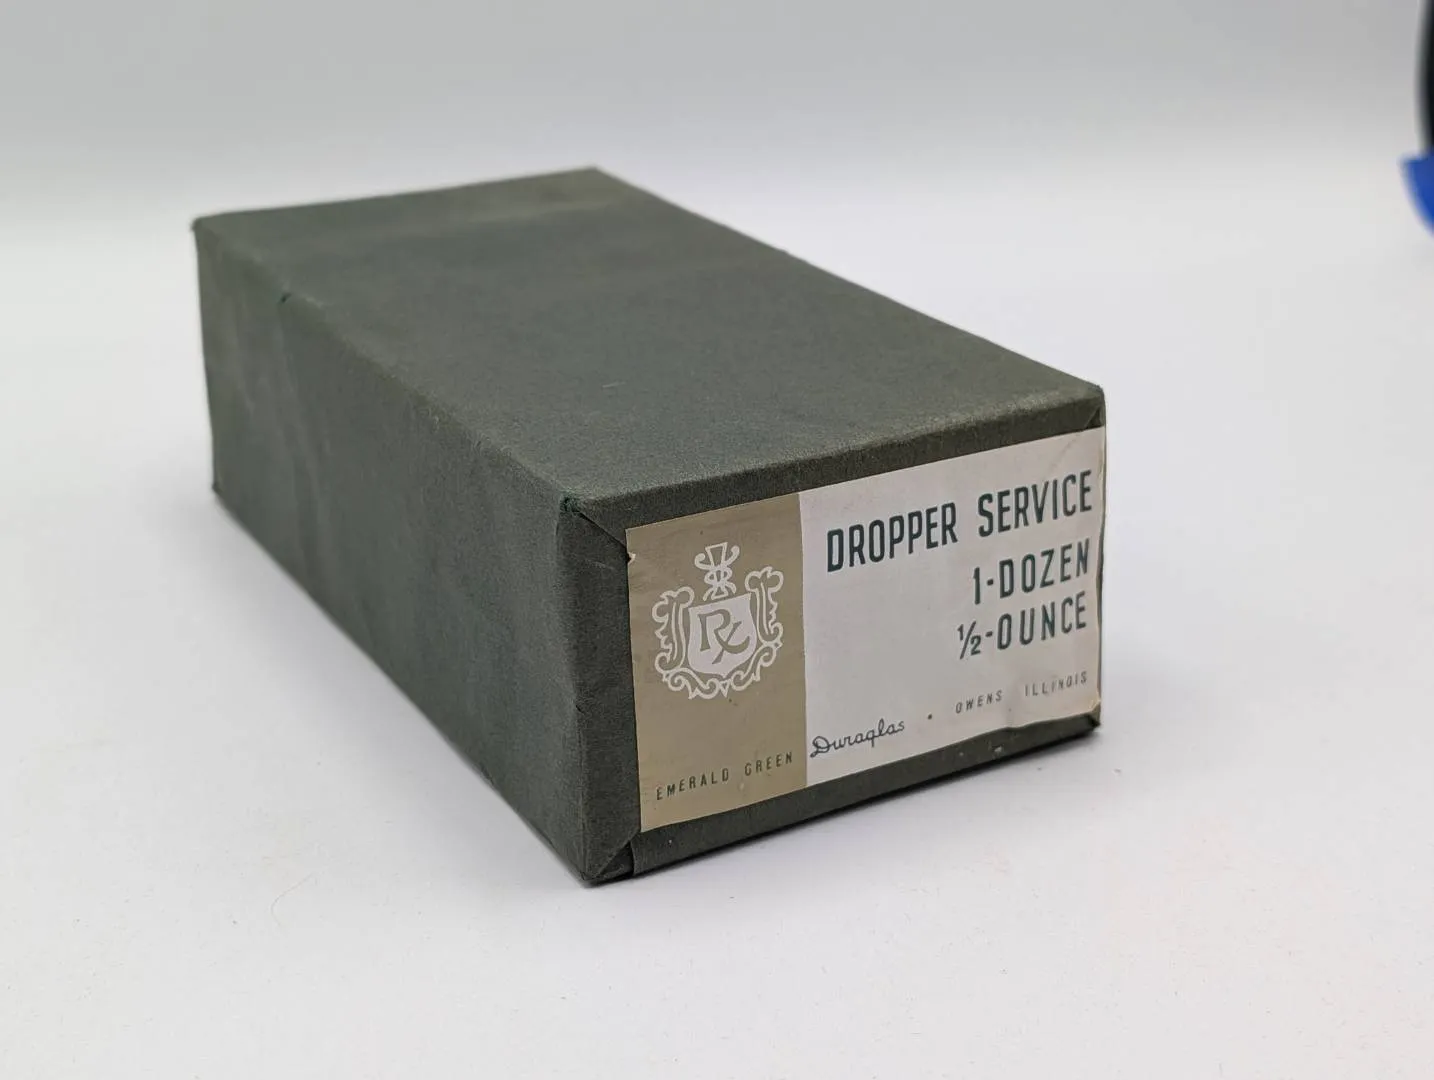 DROPPER SERVICE
1-DOZEN
½-OUNCE
Rx
EMERALD GREEN
Duraglas • OWENS ILLINOIS